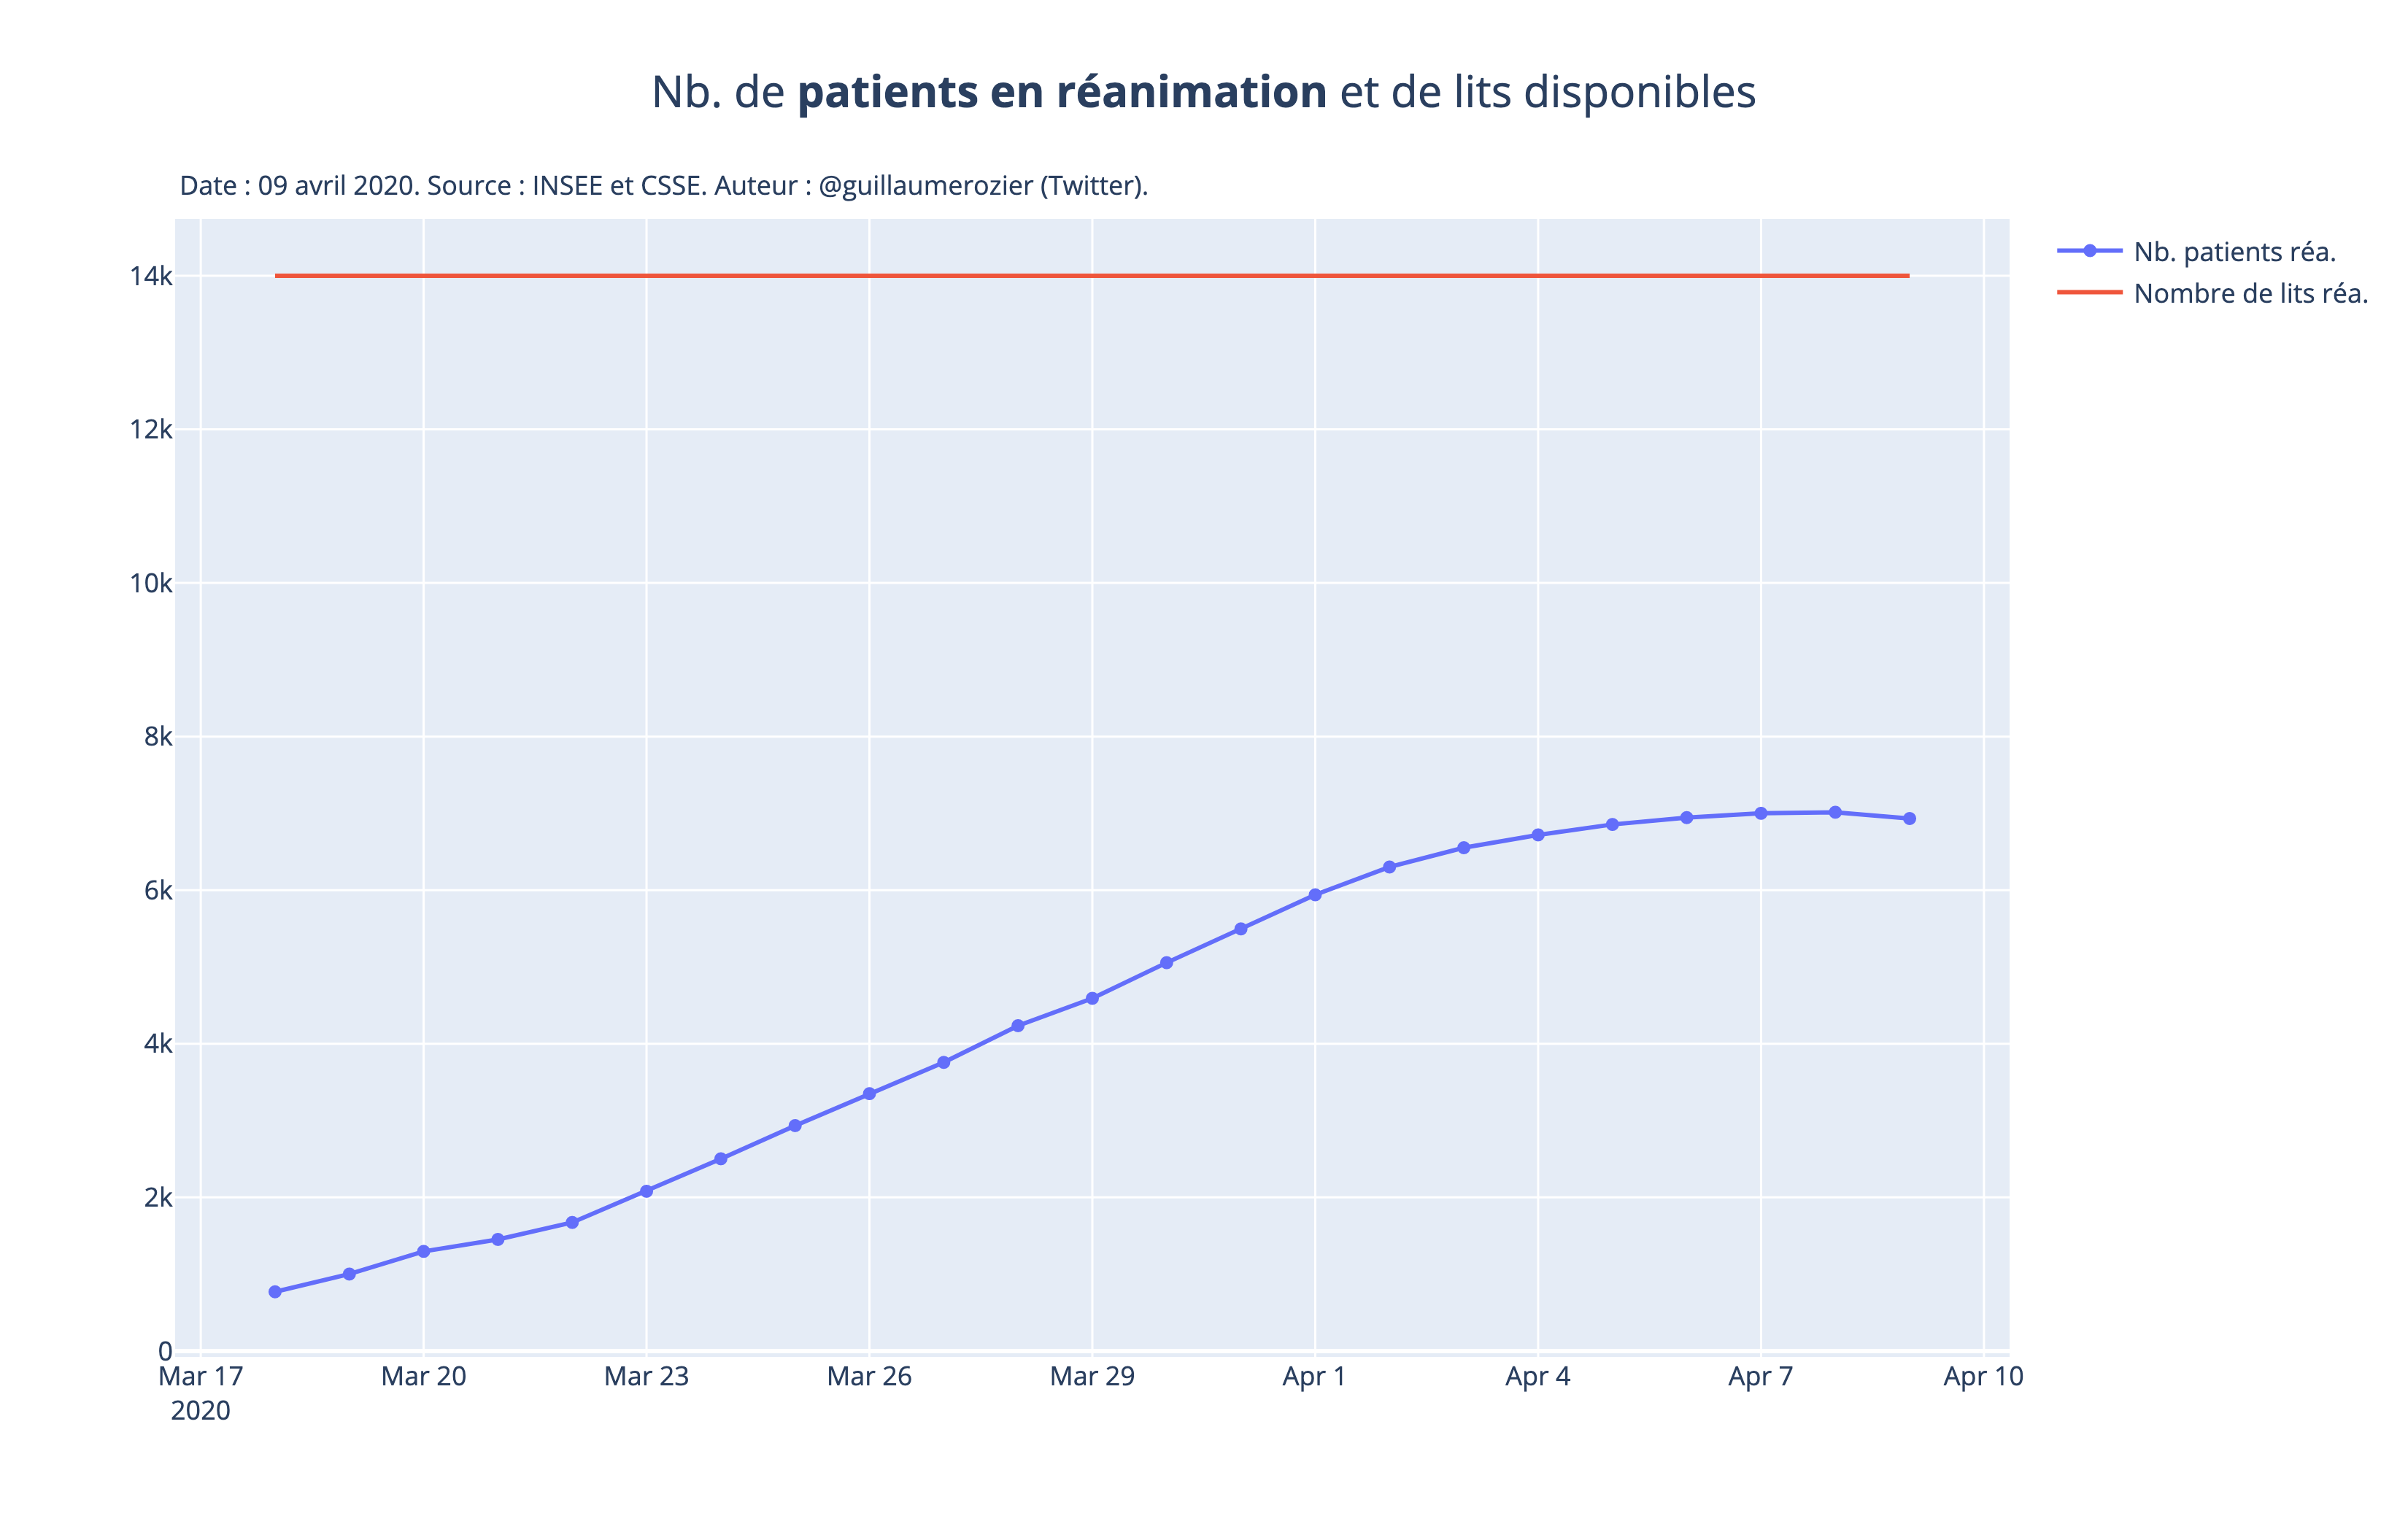 Nb. de patients en réanimation et de lits disponibles
Date : 09 avril 2020. Source : INSEE et CSSE. Auteur : @guillaumerozier (Twitter).
Nb. patients réa.
Nombre de lits réa.
14k
12k
10k
8k
6k
4k
2k
0
Mar 17 Mar 20 Mar 23 Mar 26 Mar 29 Apr 1 Apr 4 Apr 7 Apr 10
2020